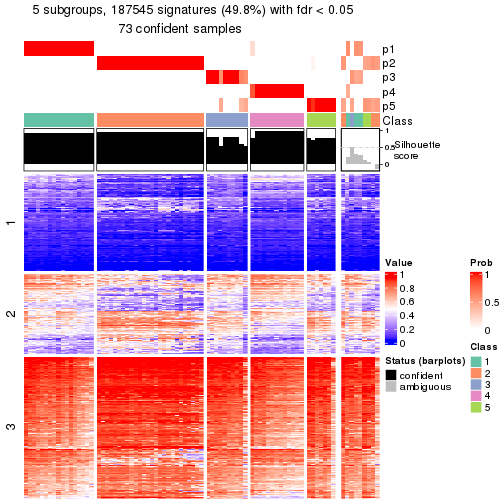 5 subgroups, 187545 signatures (49.8%) with fdr < 0.05
73 confident samples
p1
p2
p3
p4
p5
Class
1
0.5
0
Silhouette
score
1
2
3
Value
1
0.8
0.6
0.4
0.2
0
Status (barplots)
confident
ambiguous
Prob
1
0.5
0
Class
1
2
3
4
5